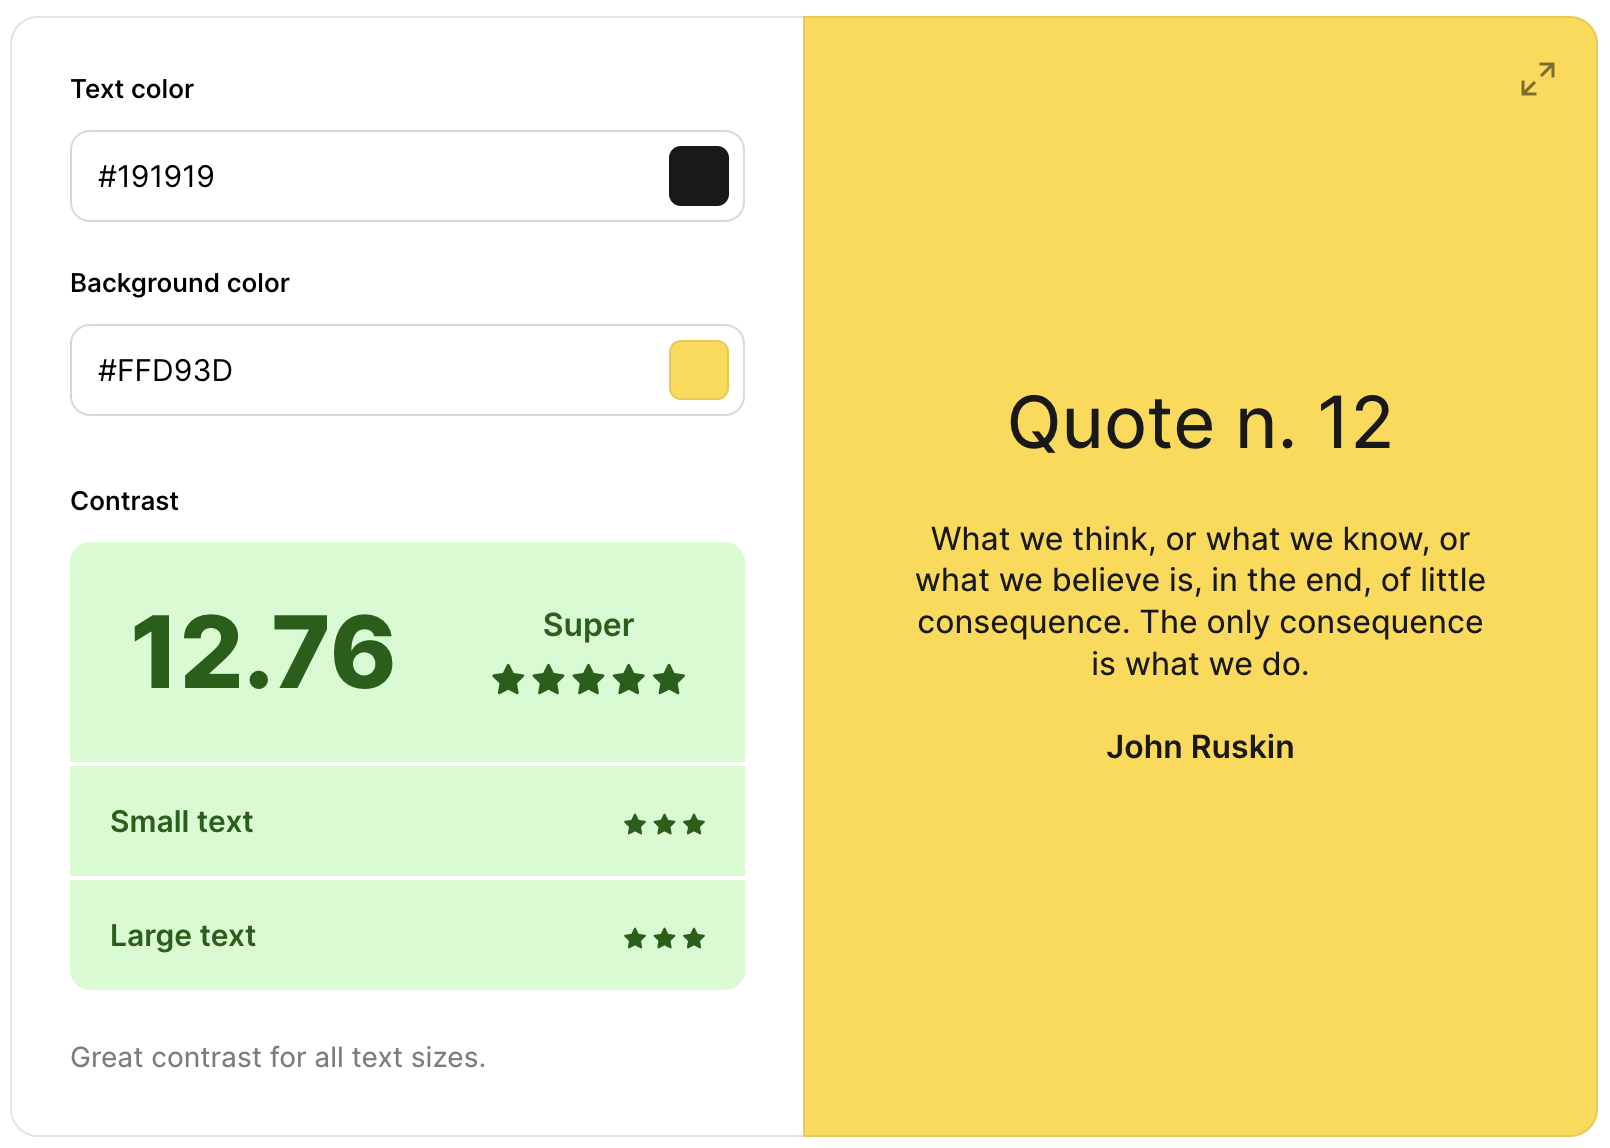 Text color
#191919
Background color
#FFD93D
Contrast
12.76
Super
Small text
Large text
Great contrast for all text sizes.
Quote n. 12
What we think, or what we know, or
what we believe is, in the end, of little
consequence. The only consequence
is what we do.
John Ruskin